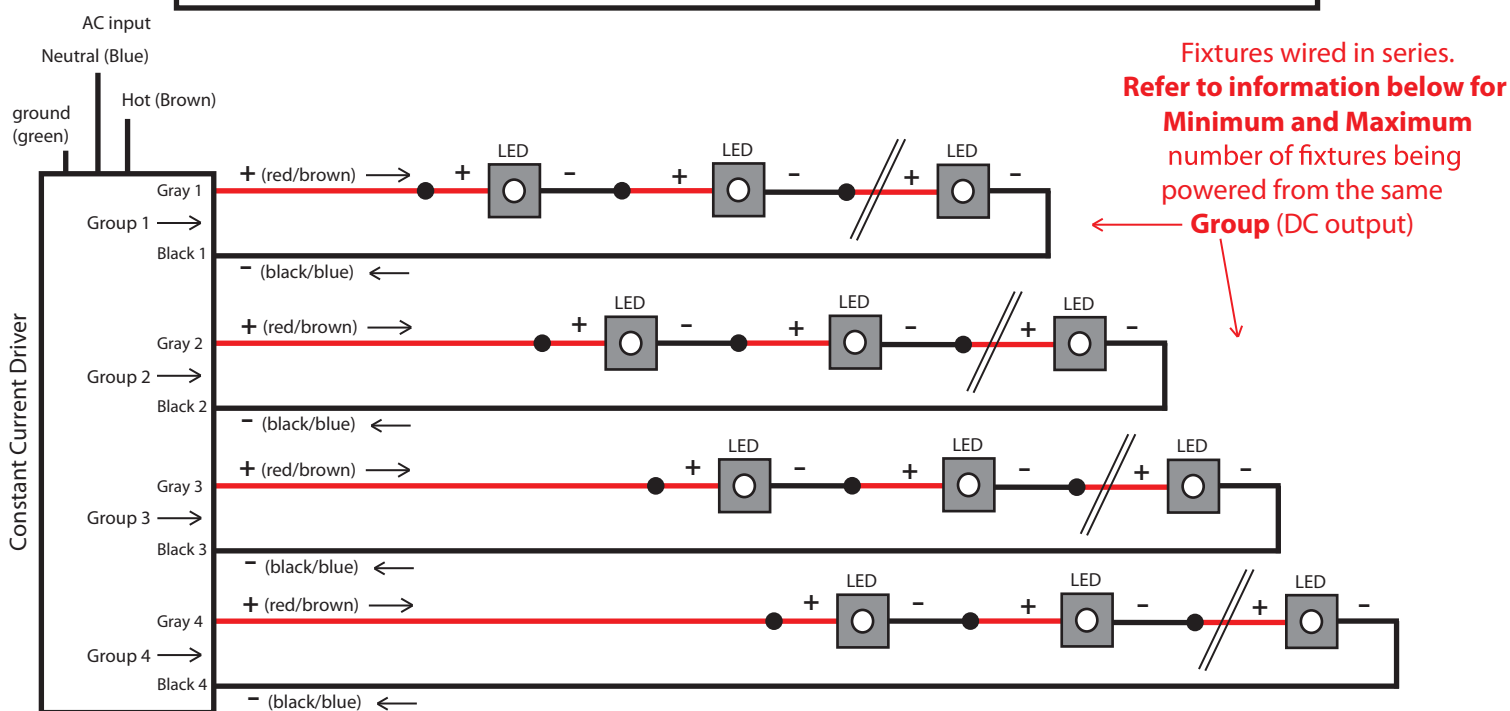 AC input
Neutral (Blue)
Hot (Brown)
ground
(green)
Fixtures wired in series.
Refer to information below for
Minimum and Maximum
number of fixtures being
powered from the same
Group (DC output)
Constant Current Driver
Gray 1
+ (red/brown)
LED
LED
LED
+
–
+
–
+
–
Group 1
Black 1
– (black/blue)
Gray 2
+ (red/brown)
LED
LED
LED
+
–
+
–
+
–
Group 2
Black 2
– (black/blue)
Gray 3
+ (red/brown)
LED
LED
LED
+
–
+
–
+
–
Group 3
Black 3
– (black/blue)
Gray 4
+ (red/brown)
LED
LED
LED
+
–
+
–
+
–
Group 4
Black 4
– (black/blue)